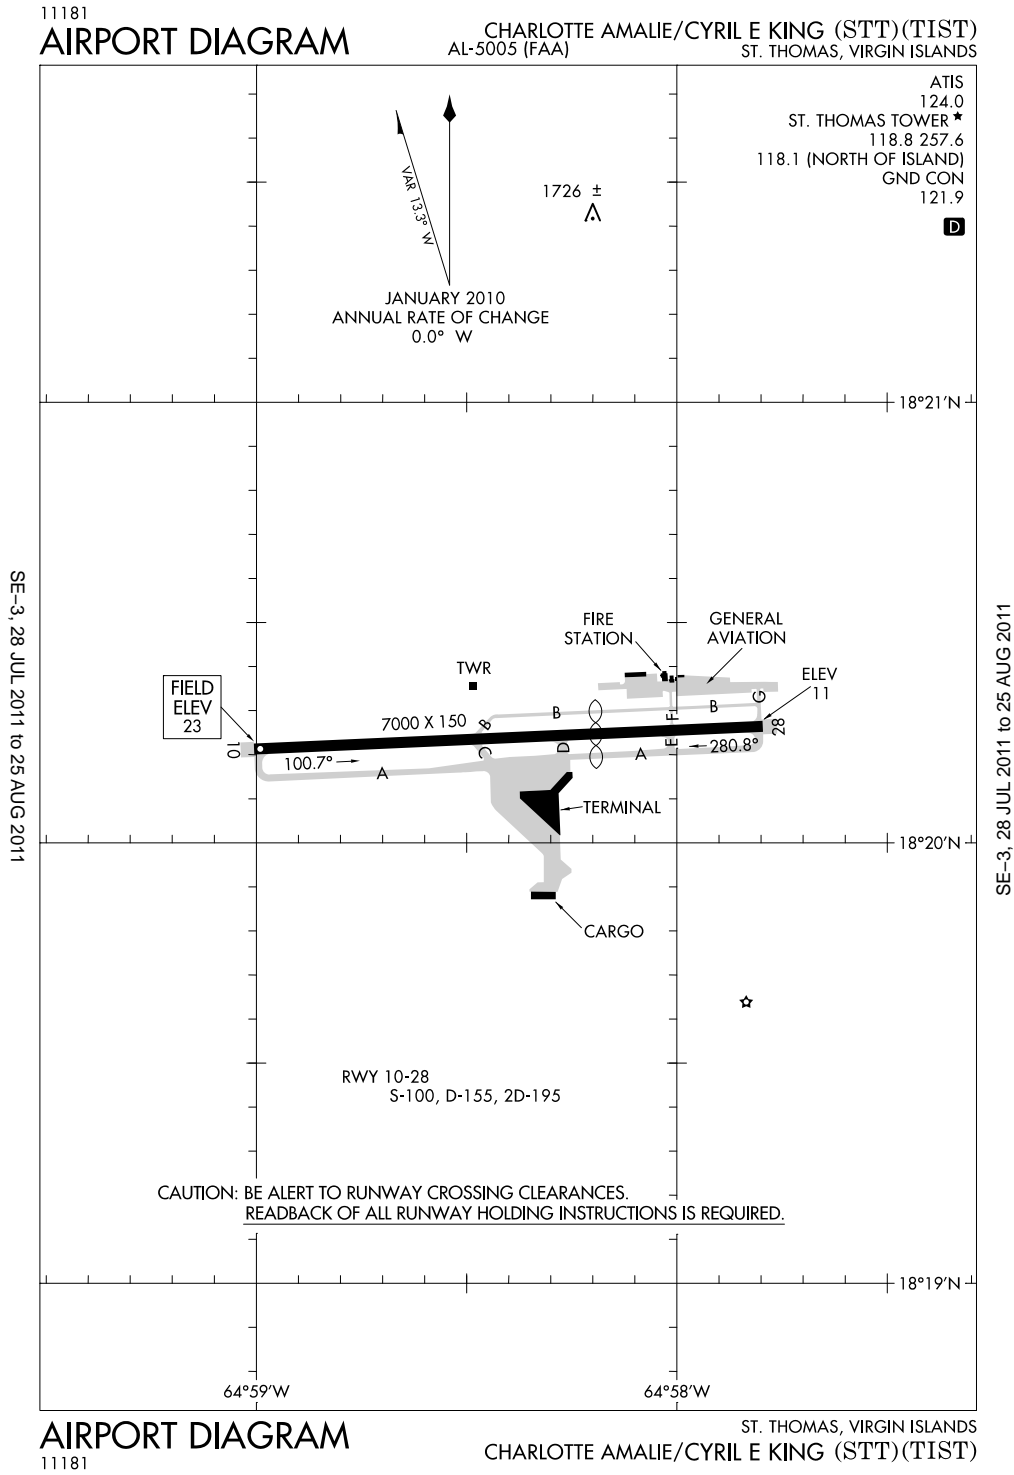 11181
AIRPORT DIAGRAM
AL-5005 (FAA)
CHARLOTTE AMALIE/CYRIL E KING (STT)(TIST)
ST. THOMAS, VIRGIN ISLANDS
ATIS
124.0
ST. THOMAS TOWER ★
118.8 257.6
118.1 (NORTH OF ISLAND)
GND CON
121.9
D
VAR 13.3° W
1726 ±
JANUARY 2010
ANNUAL RATE OF CHANGE
0.0° W
18°21'N
SE-3, 28 JUL 2011 to 25 AUG 2011
SE-3, 28 JUL 2011 to 25 AUG 2011
FIRE
STATION
GENERAL
AVIATION
TWR
ELEV
11
FIELD
ELEV
23
7000 X 150
B
B
B
G
F
10
28
C
D
E
A
280.8°
100.7°
A
TERMINAL
18°20'N
CARGO
RWY 10-28
S-100, D-155, 2D-195
CAUTION: BE ALERT TO RUNWAY CROSSING CLEARANCES.
READBACK OF ALL RUNWAY HOLDING INSTRUCTIONS IS REQUIRED.
18°19'N
64°59'W
64°58'W
AIRPORT DIAGRAM
11181
ST. THOMAS, VIRGIN ISLANDS
CHARLOTTE AMALIE/CYRIL E KING (STT)(TIST)